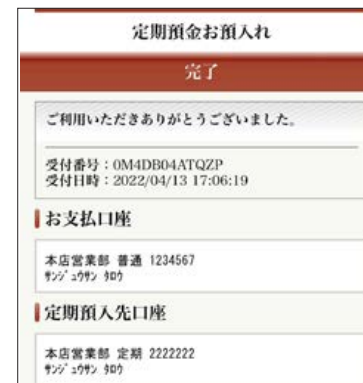 定期預金お預入れ
完了
ご利用いただきありがとうございました。
受付番号：0M4DB04ATQZP
受付日時：2022/04/13 17:06:19
お支払口座
本店営業部 普通 1234567
ｻﾝｼﾞﾕｳｻﾝ ﾀﾛｳ
定期預入先口座
本店営業部 定期 2222222
ｻﾝｼﾞﾕｳｻﾝ ﾀﾛｳ